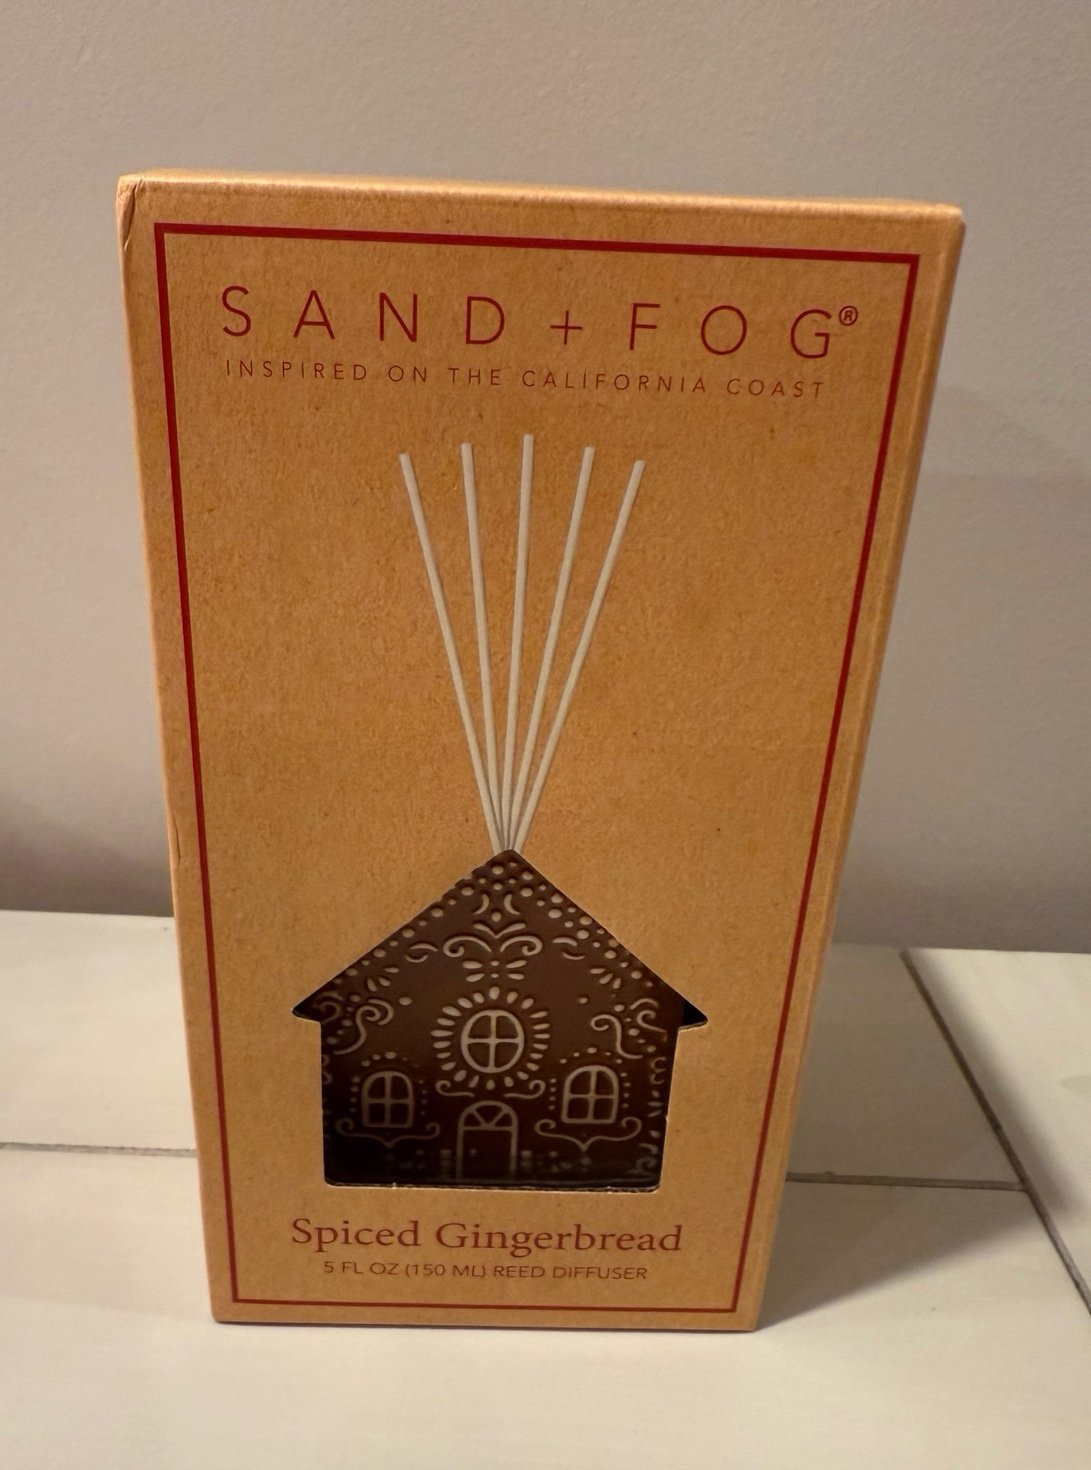 SAND + FOG®
INSPIRED ON THE CALIFORNIA COAST
Spiced Gingerbread
5 FL OZ (150 ML) REED DIFFUSER